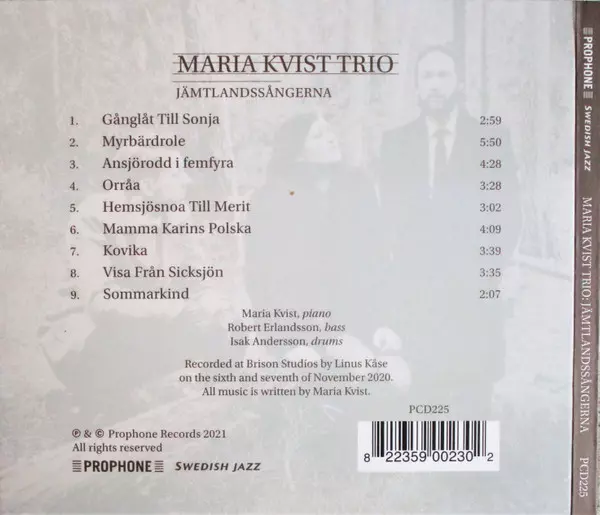 MARIA KVIST TRIO
JÄMTLANDSSÅNGERNA
1. Gånglåt Till Sonja 2:59
2. Myrbärdrole 5:50
3. Ansjörodd i femfyra 4:28
4. Orråa 3:28
5. Hemsjösnoa Till Merit 3:02
6. Mamma Karins Polska 4:09
7. Kovika 3:39
8. Visa Från Sicksjön 3:35
9. Sommarkind 2:07
Maria Kvist, piano
Robert Erlandsson, bass
Isak Andersson, drums
Recorded at Brison Studios by Linus Kåse
on the sixth and seventh of November 2020.
All music is written by Maria Kvist.
PCD225
℗ & © Prophone Records 2021
All rights reserved
PROPHONE SWEDISH JAZZ
8 22359 00230 2
PROPHONE SWEDISH JAZZ MARIA KVIST TRIO: JÄMTLANDSSÅNGERNA PCD225